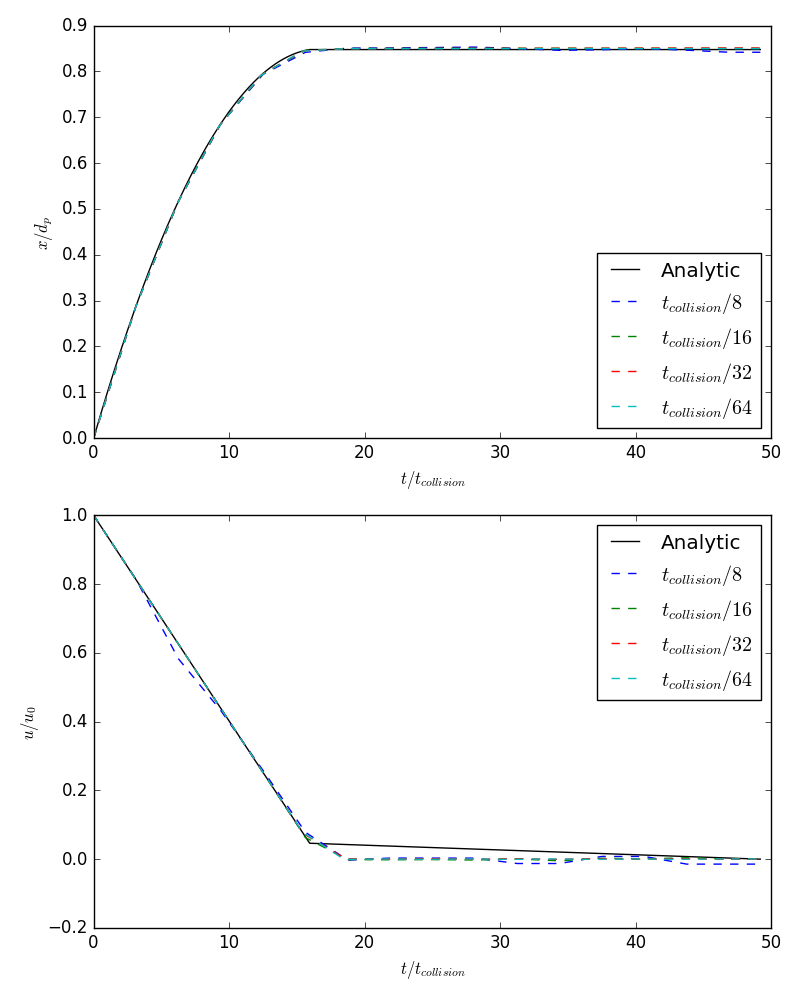 0.9
0.8
0.7
0.6
0.5
0.4
0.3
0.2
0.1
0.0
x/d_p
Analytic
t_collision/8
t_collision/16
t_collision/32
t_collision/64
0 10 20 30 40 50
t/t_collision
1.0
0.8
0.6
0.4
0.2
0.0
−0.2
u/u_0
Analytic
t_collision/8
t_collision/16
t_collision/32
t_collision/64
0 10 20 30 40 50
t/t_collision